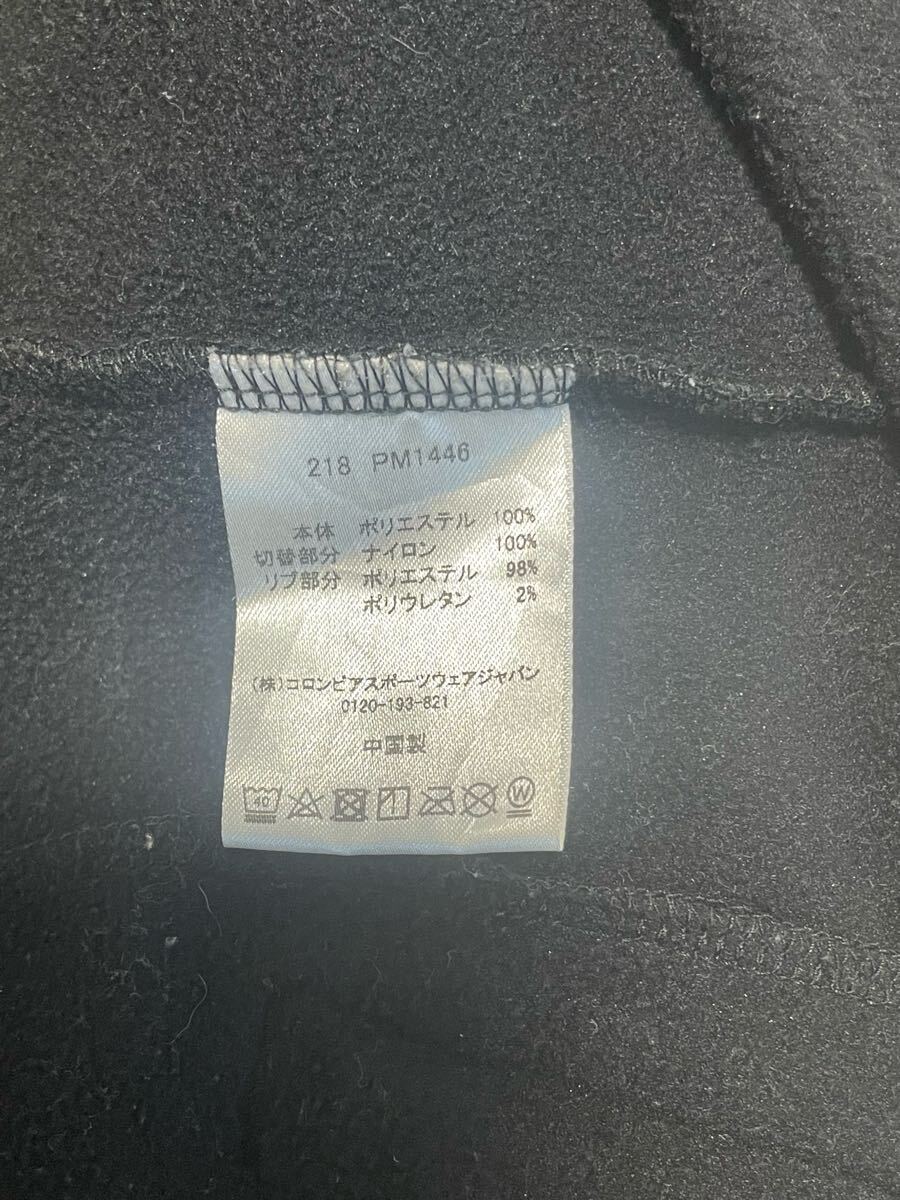 218 PM1446
本体 ポリエステル 100%
切替部分 ナイロン 100%
リブ部分 ポリエステル 98%
ポリウレタン 2%
(株)コロンビアスポーツウェアジャパン
0120-193-821
中国製
40
W